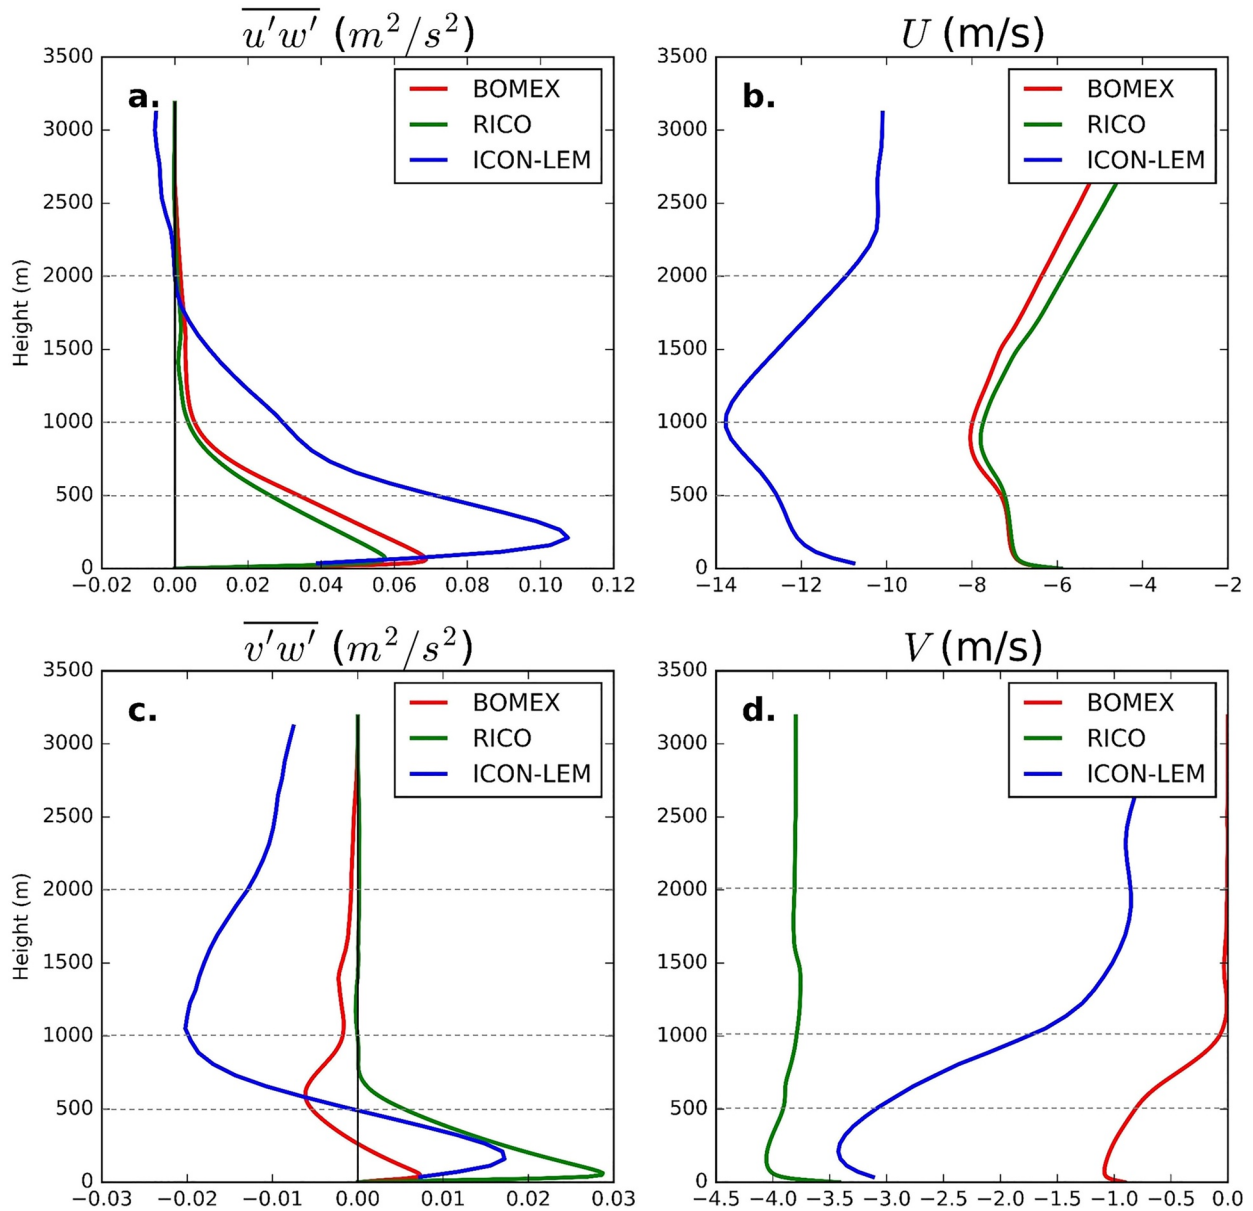 u′w′ (m²/s²)
U (m/s)
a.
BOMEX
RICO
ICON-LEM
b.
BOMEX
RICO
ICON-LEM
Height (m)
3500
3000
2500
2000
1500
1000
500
0
−0.02 0.00 0.02 0.04 0.06 0.08 0.10 0.12
3500
3000
2500
2000
1500
1000
500
0
−14 −12 −10 −8 −6 −4 −2
v′w′ (m²/s²)
V (m/s)
c.
BOMEX
RICO
ICON-LEM
d.
BOMEX
RICO
ICON-LEM
Height (m)
3500
3000
2500
2000
1500
1000
500
0
−0.03 −0.02 −0.01 0.00 0.01 0.02 0.03
3500
3000
2500
2000
1500
1000
500
0
−4.5 −4.0 −3.5 −3.0 −2.5 −2.0 −1.5 −1.0 −0.5 0.0